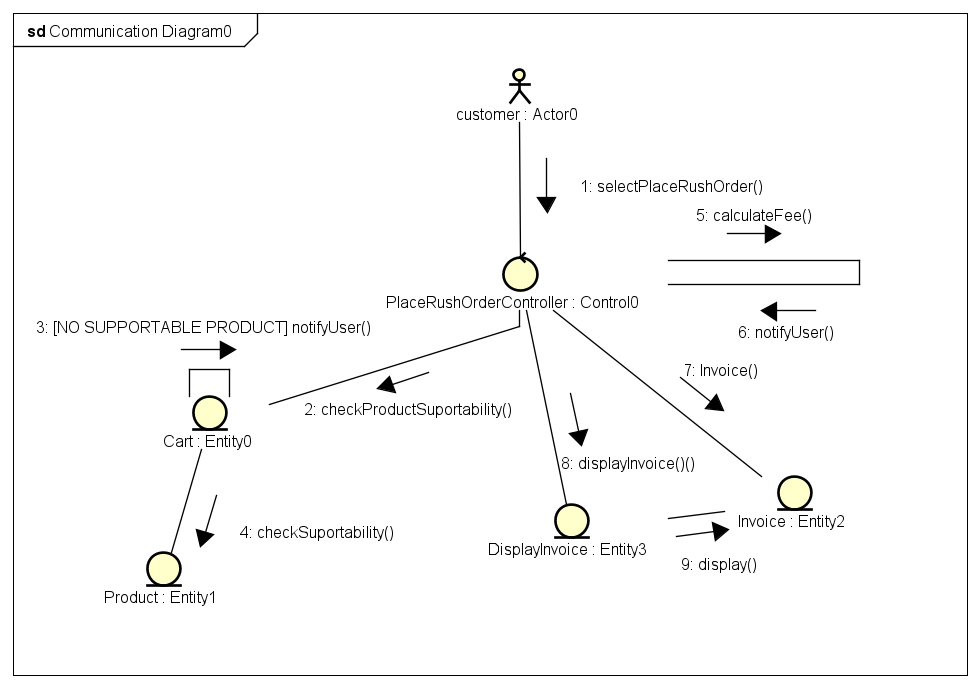 sd Communication Diagram0
customer : Actor0
1: selectPlaceRushOrder()
5: calculateFee()
PlaceRushOrderController : Control0
3: [NO SUPPORTABLE PRODUCT] notifyUser()
6: notifyUser()
7: Invoice()
2: checkProductSuportability()
Cart : Entity0
8: displayInvoice()()
Invoice : Entity2
4: checkSuportability()
DisplayInvoice : Entity3
9: display()
Product : Entity1